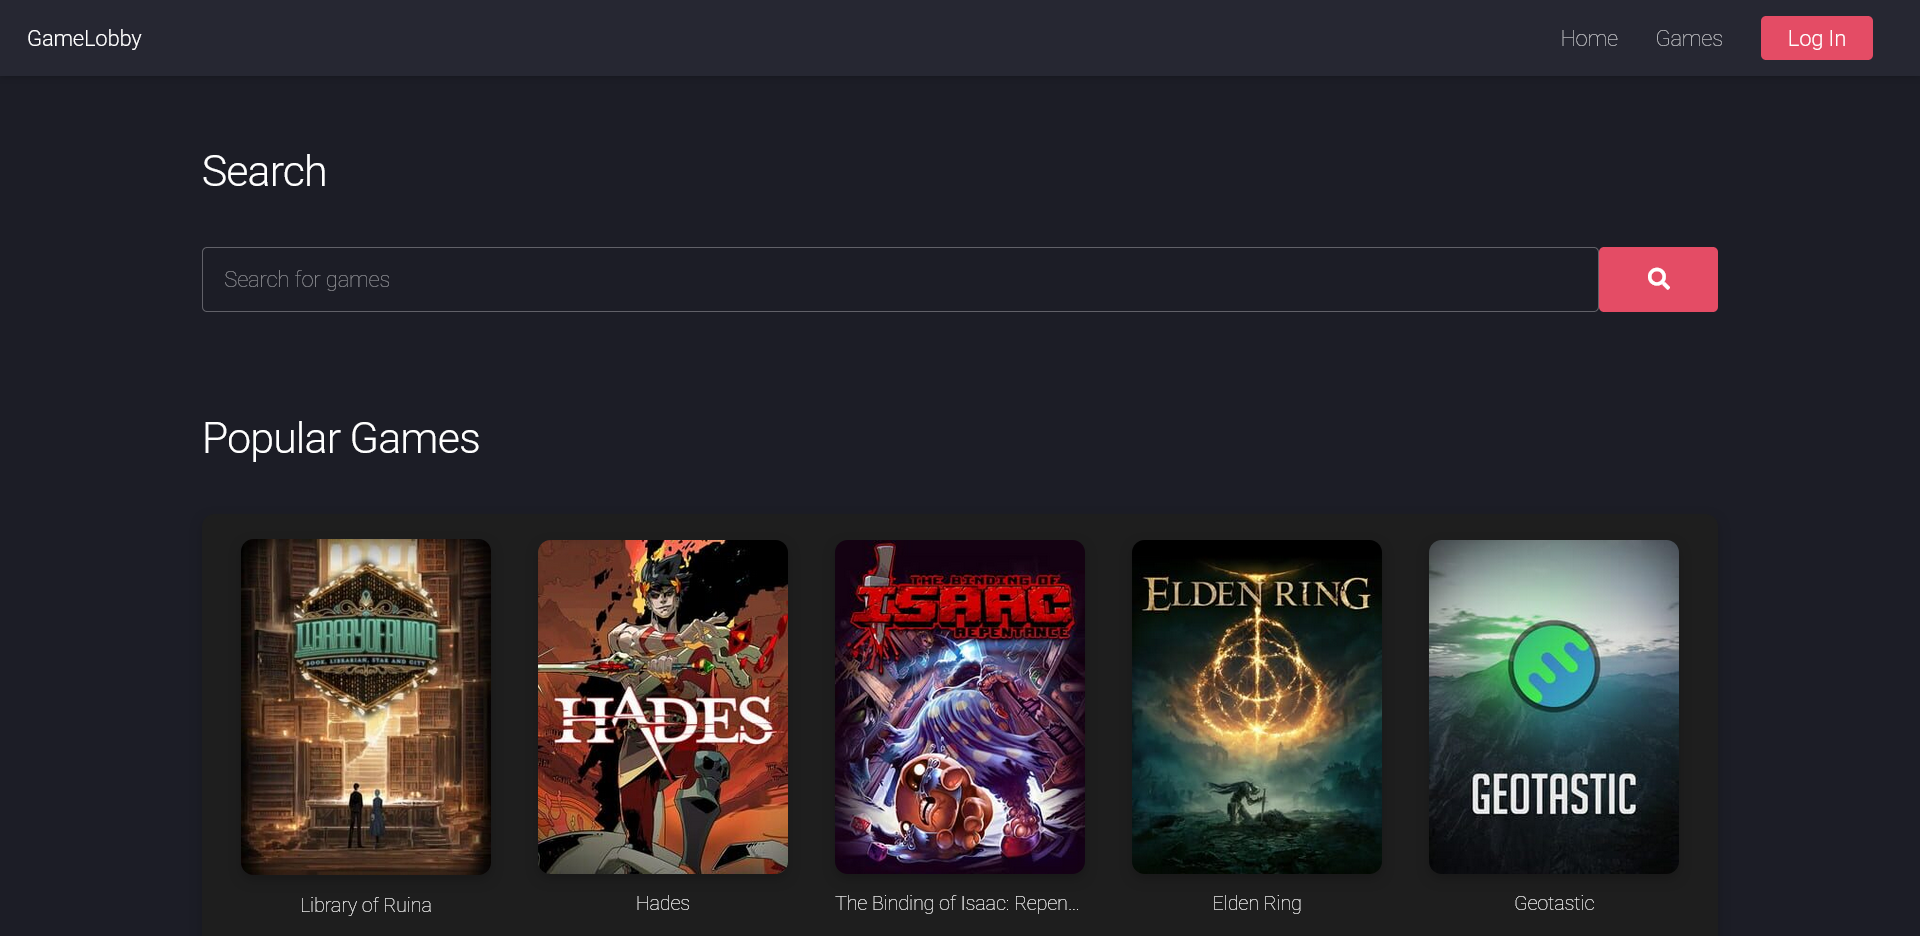 GameLobby
Home
Games
Log In
Search
Search for games
Popular Games
LIBRARY OF RUINA
BOOK, LIBRARIAN, STAR AND CITY
HADES
THE BINDING OF
ISAAC
REPENTANCE
ELDEN RING
GEOTASTIC
Library of Ruina
Hades
The Binding of Isaac: Repen...
Elden Ring
Geotastic